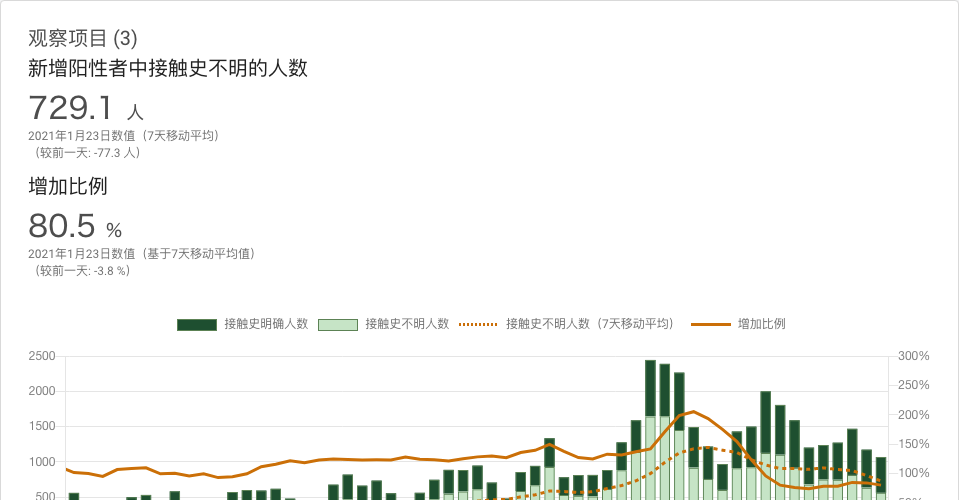 观察项目 (3)
新增阳性者中接触史不明的人数
729.1 人
2021年1月23日数值（7天移动平均）
（较前一天: -77.3 人）
增加比例
80.5 %
2021年1月23日数值（基于7天移动平均值）
（较前一天: -3.8 %）
接触史明确人数 接触史不明人数 接触史不明人数（7天移动平均） 增加比例
2500 300%
250%
2000
200%
1500
150%
1000
100%
500
50%